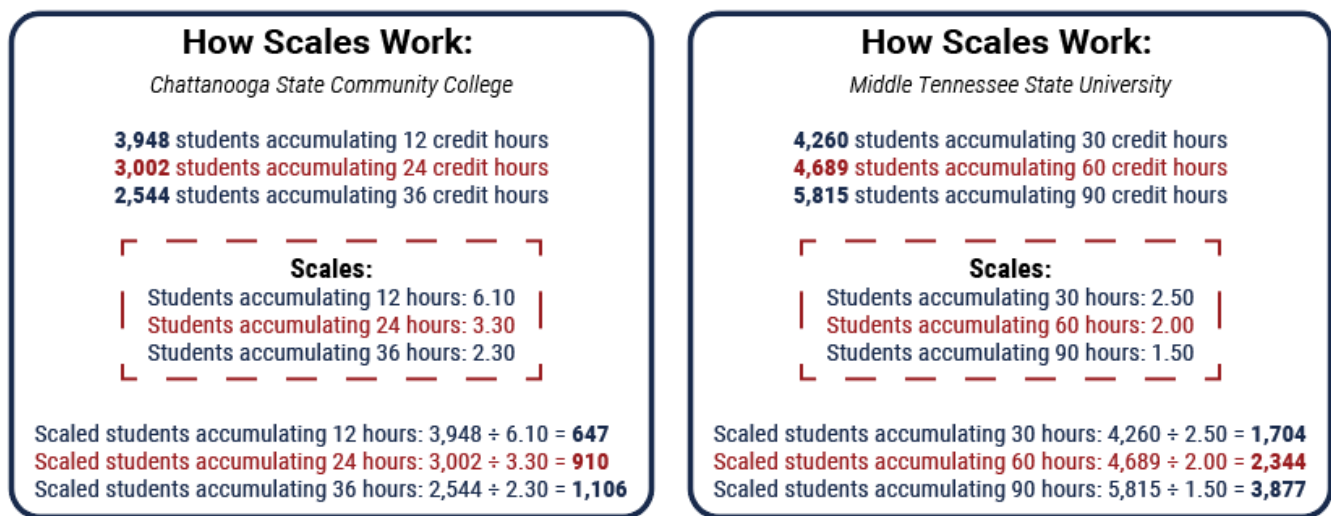 How Scales Work:
Chattanooga State Community College
3,948 students accumulating 12 credit hours
3,002 students accumulating 24 credit hours
2,544 students accumulating 36 credit hours
Scales:
Students accumulating 12 hours: 6.10
Students accumulating 24 hours: 3.30
Students accumulating 36 hours: 2.30
Scaled students accumulating 12 hours: 3,948 ÷ 6.10 = 647
Scaled students accumulating 24 hours: 3,002 ÷ 3.30 = 910
Scaled students accumulating 36 hours: 2,544 ÷ 2.30 = 1,106
How Scales Work:
Middle Tennessee State University
4,260 students accumulating 30 credit hours
4,689 students accumulating 60 credit hours
5,815 students accumulating 90 credit hours
Scales:
Students accumulating 30 hours: 2.50
Students accumulating 60 hours: 2.00
Students accumulating 90 hours: 1.50
Scaled students accumulating 30 hours: 4,260 ÷ 2.50 = 1,704
Scaled students accumulating 60 hours: 4,689 ÷ 2.00 = 2,344
Scaled students accumulating 90 hours: 5,815 ÷ 1.50 = 3,877